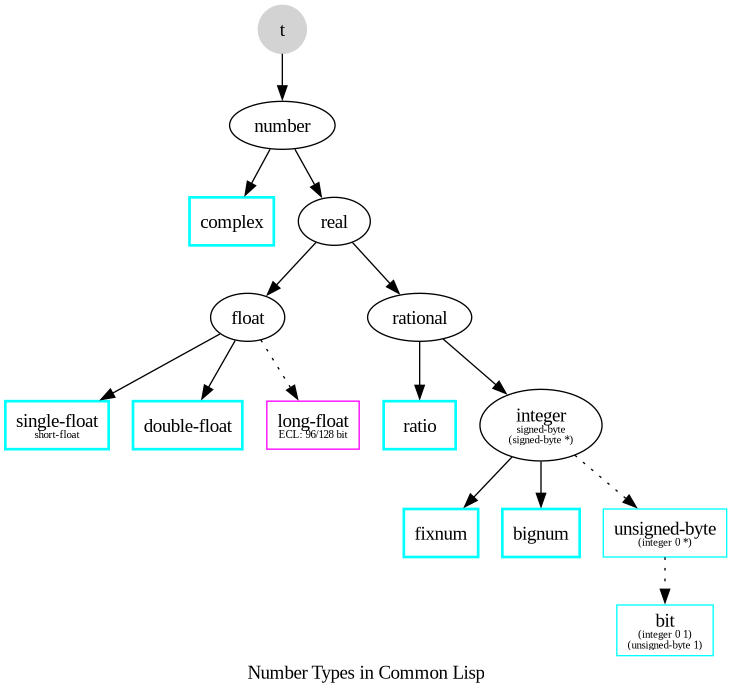 t
number
complex
real
float
rational
single-float
short-float
double-float
long-float
ECL: 96/128 bit
ratio
integer
signed-byte
(signed-byte *)
fixnum
bignum
unsigned-byte
(integer 0 *)
bit
(integer 0 1)
(unsigned-byte 1)
Number Types in Common Lisp